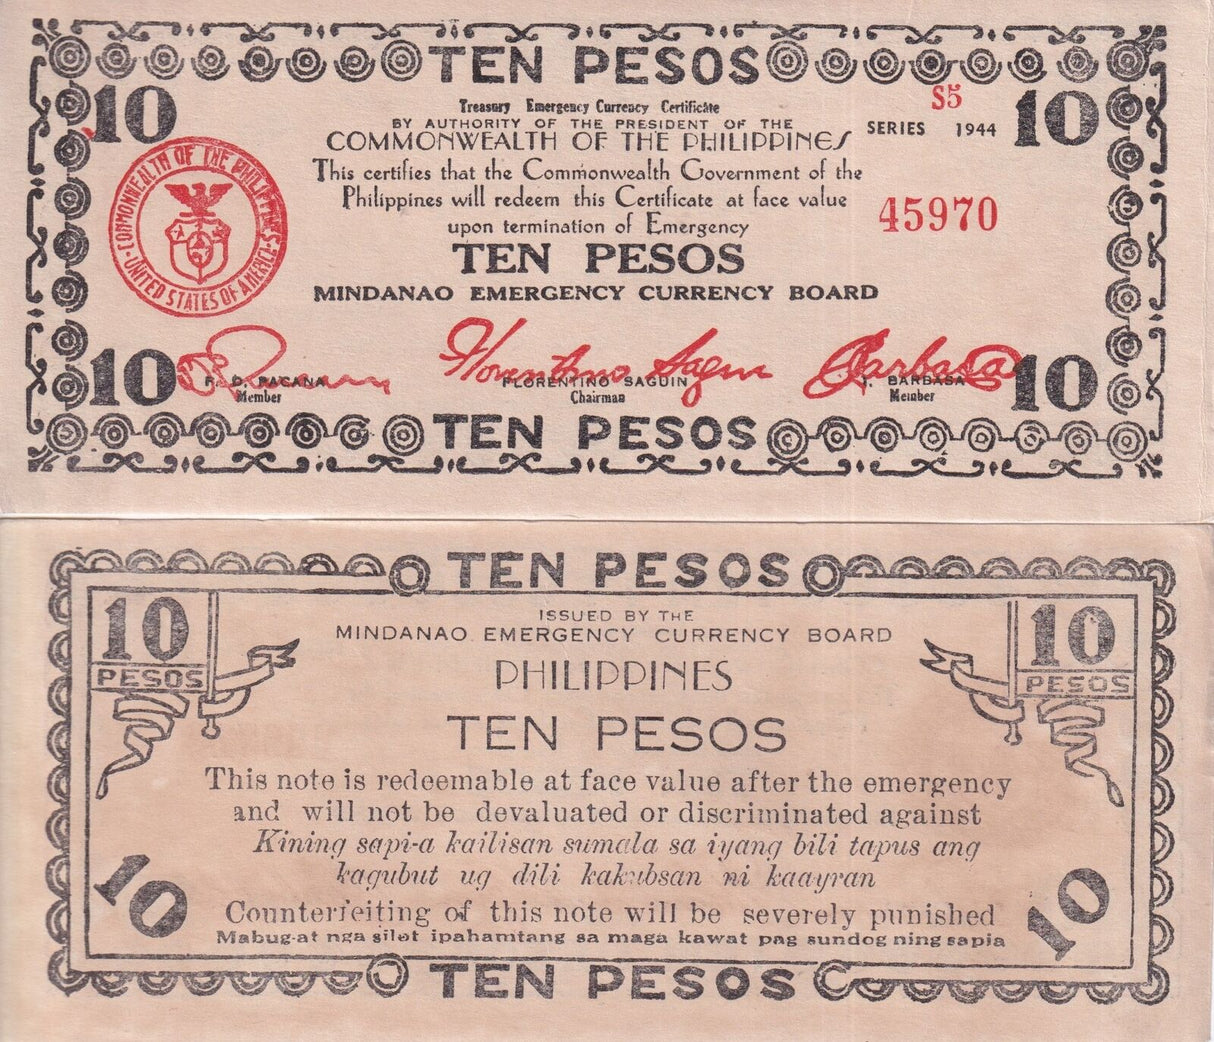 TEN PESOS
10
S5
10
Treasury Emergency Currency Certificate
BY AUTHORITY OF THE PRESIDENT OF THE
SERIES 1944
COMMONWEALTH OF THE PHILIPPINES
This certifies that the Commonwealth Government of the
Philippines will redeem this Certificate at face value
45970
upon termination of Emergency
COMMONWEALTH OF THE PHILIPPINES
UNITED STATES OF AMERICA
TEN PESOS
MINDANAO EMERGENCY CURRENCY BOARD
Florentino Saguin
Barbasa
10
F. D. PACANA
FLORENTINO SAGUIN
I. BARBASA
10
Member
Chairman
Member
TEN PESOS
TEN PESOS
10
PESOS
ISSUED BY THE
MINDANAO EMERGENCY CURRENCY BOARD
10
PESOS
PHILIPPINES
TEN PESOS
This note is redeemable at face value after the emergency
and will not be devaluated or discriminated against
Kining sapi-a kailisan sumala sa iyang bili tapus ang
kagubut ug dili kakubsan ni kaayran
10
Counterfeiting of this note will be severely punished
Mabug-at nga silot ipahamtang sa maga kawat pag sundog ning sapia
10
TEN PESOS